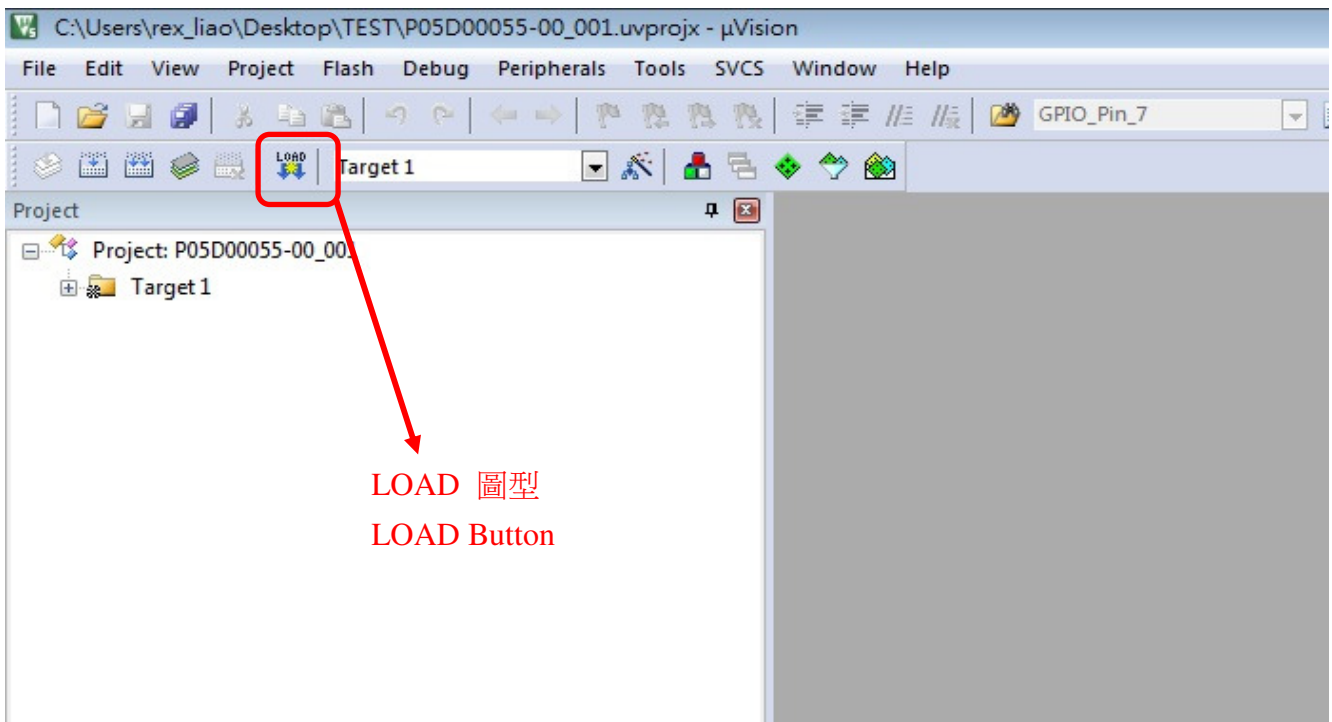 C:\Users\rex_liao\Desktop\TEST\P05D00055-00_001.uvprojx - µVision
File Edit View Project Flash Debug Peripherals Tools SVCS Window Help
GPIO_Pin_7
LOAD Target 1
Project
Project: P05D00055-00_001
Target 1
LOAD 圖型
LOAD Button